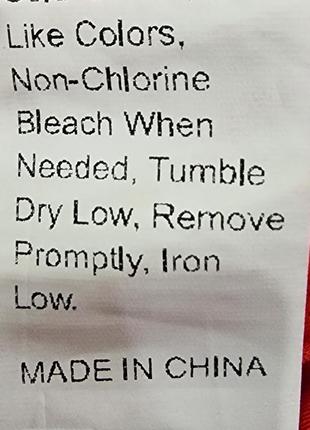 Like Colors,
Non-Chlorine
Bleach When
Needed, Tumble
Dry Low, Remove
Promptly, Iron
Low.
MADE IN CHINA